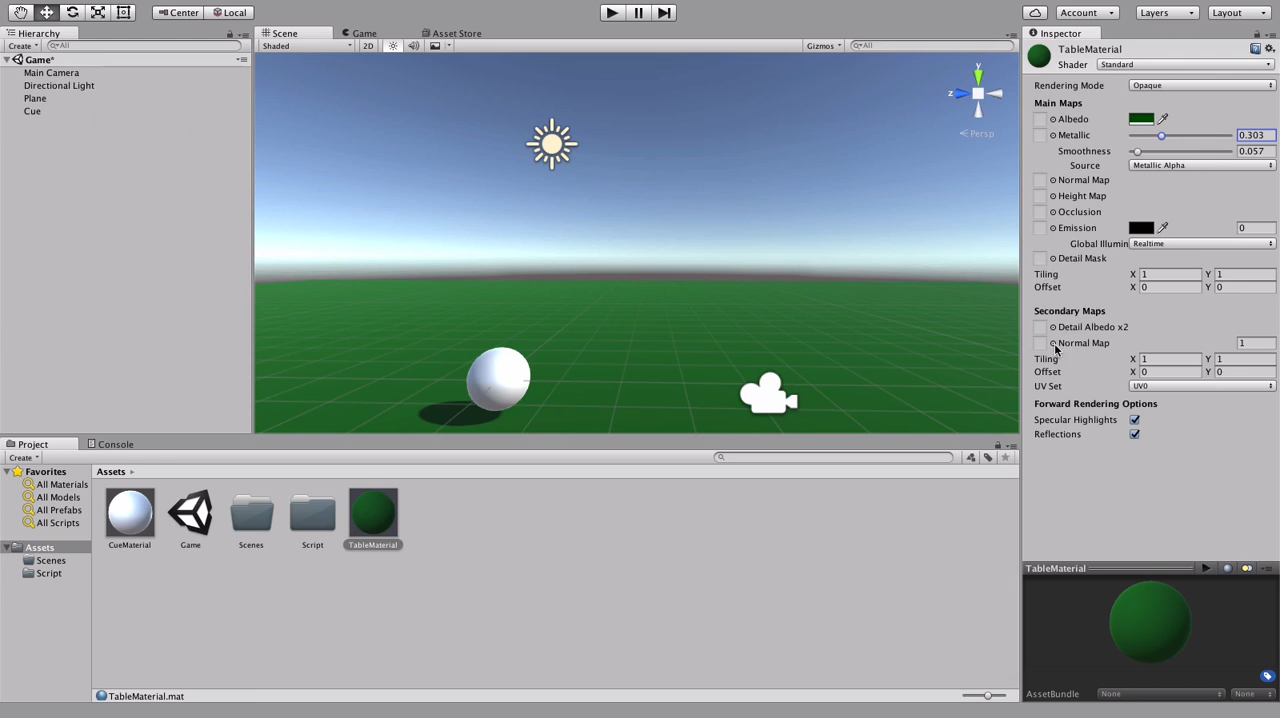 Center Local Account Layers Layout
Hierarchy
Create All
Game*
Main Camera
Directional Light
Plane
Cue
Scene Game Asset Store
Shaded 2D Gizmos All
y
z
Persp
Inspector
TableMaterial
Shader Standard
Rendering Mode Opaque
Main Maps
Albedo
Metallic 0.303
Smoothness 0.057
Source Metallic Alpha
Normal Map
Height Map
Occlusion
Emission 0
Global Illumin Realtime
Detail Mask
Tiling X 1 Y 1
Offset X 0 Y 0
Secondary Maps
Detail Albedo x2
Normal Map 1
Tiling X 1 Y 1
Offset X 0 Y 0
UV Set UV0
Forward Rendering Options
Specular Highlights
Reflections
Project Console
Create
Favorites
All Materials
All Models
All Prefabs
All Scripts
Assets
Scenes
Script
Assets
CueMaterial Game Scenes Script TableMaterial
TableMaterial.mat
TableMaterial
AssetBundle None None